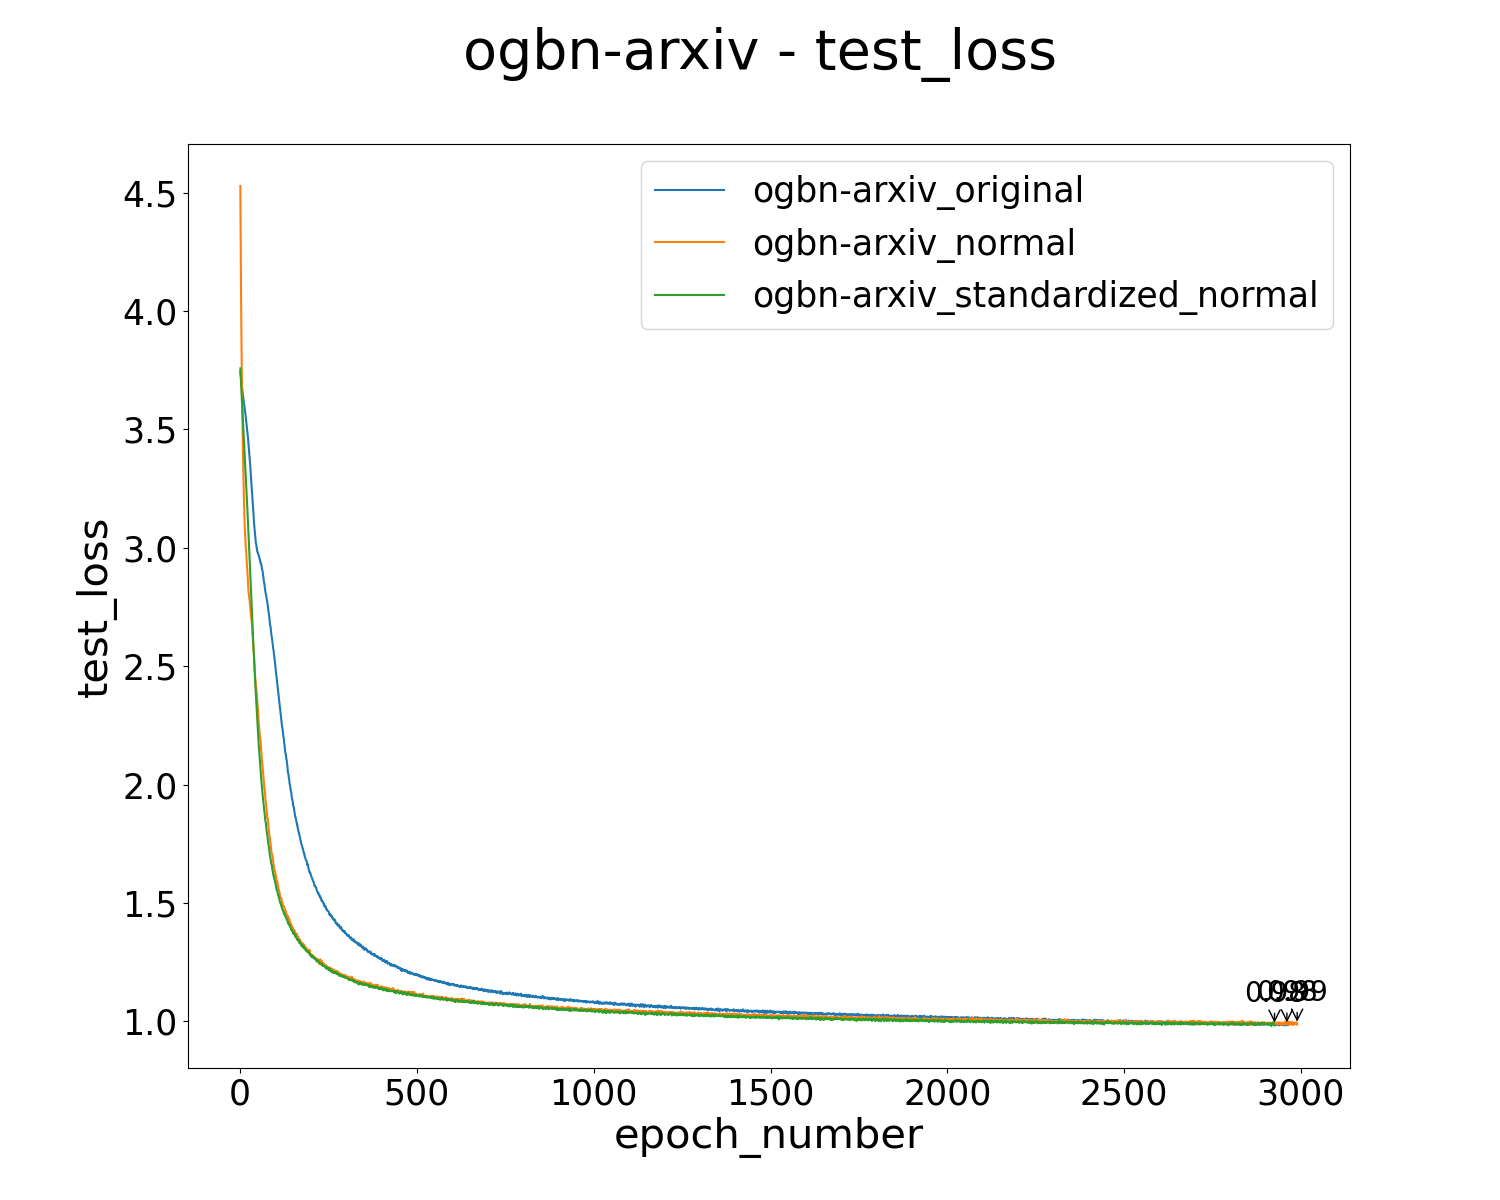 ogbn-arxiv - test_loss
ogbn-arxiv_original
ogbn-arxiv_normal
ogbn-arxiv_standardized_normal
test_loss
4.5
4.0
3.5
3.0
2.5
2.0
1.5
1.0
0 500 1000 1500 2000 2500 3000
epoch_number